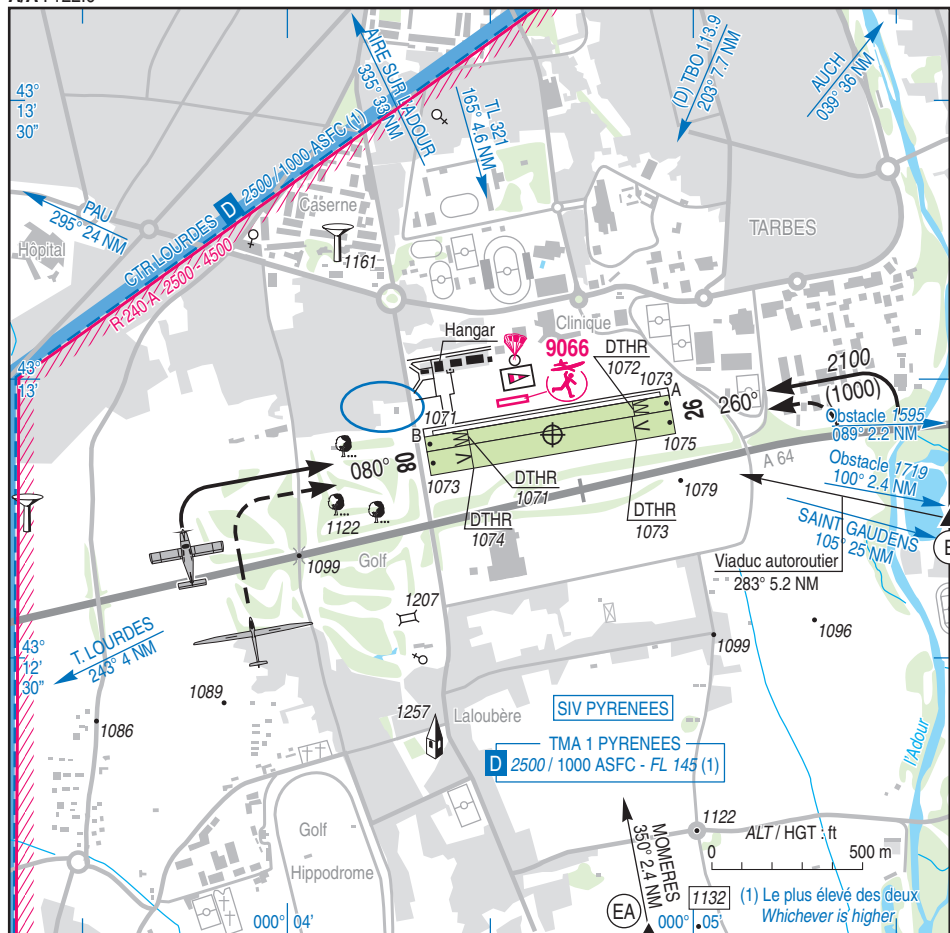 43°
13'
30"
AIRE SUR L'ADOUR
335° 33 NM
TL 321
165° 4.6 NM
(D) TBO 113.9
203° 7.7 NM
AUCH
039° 36 NM
PAU
295° 24 NM
Hôpital
CTR LOURDES D 2500 / 1000 ASFC (1)
R 240 A -2500 - 4500
Caserne
1161
TARBES
Clinique
Hangar
9066
DTHR
1072
1073
A
43°
13'
1071
B
08
080°
26
260°
2100
(1000)
Obstacle 1595
089° 2.2 NM
1075
A 64
Obstacle 1719
100° 2.4 NM
1073
DTHR
1071
DTHR
1074
1079
DTHR
1073
SAINT GAUDENS
105° 25 NM
1122
1099
Golf
Viaduc autoroutier
283° 5.2 NM
1207
1099
1096
43°
12'
30"
T. LOURDES
243° 4 NM
1089
1086
1257
Laloubère
SIV PYRENEES
TMA 1 PYRENEES
D 2500 / 1000 ASFC - FL 145 (1)
l'Adour
1122
ALT / HGT : ft
0 500 m
Golf
Hippodrome
MOMERES
350° 2.4 NM
EA
1132
(1) Le plus élevé des deux
Whichever is higher
000° 04'
000° 05'